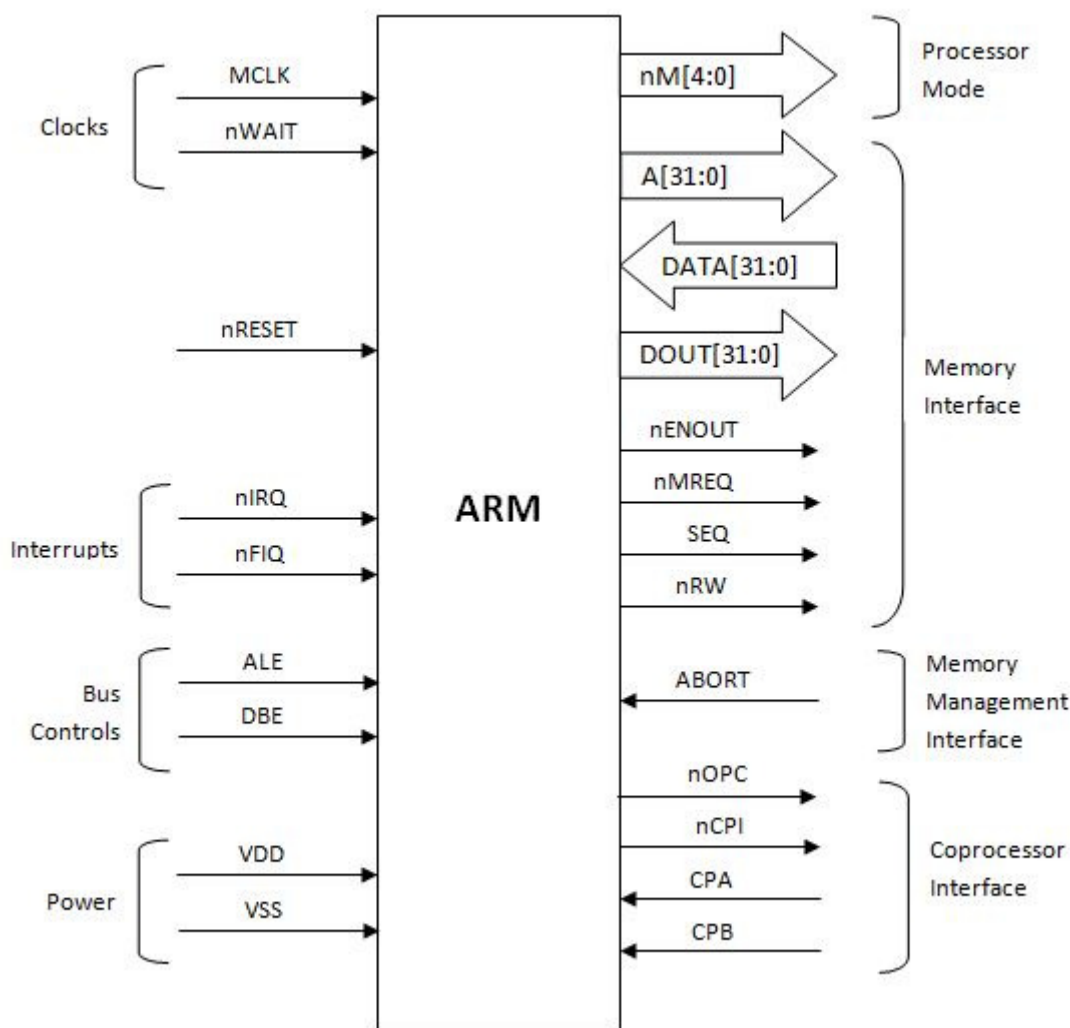 Clocks
MCLK
nWAIT
nRESET
Interrupts
nIRQ
nFIQ
Bus
Controls
ALE
DBE
Power
VDD
VSS
ARM
nM[4:0]
Processor
Mode
A[31:0]
DATA[31:0]
DOUT[31:0]
nENOUT
nMREQ
SEQ
nRW
Memory
Interface
ABORT
Memory
Management
Interface
nOPC
nCPI
CPA
CPB
Coprocessor
Interface